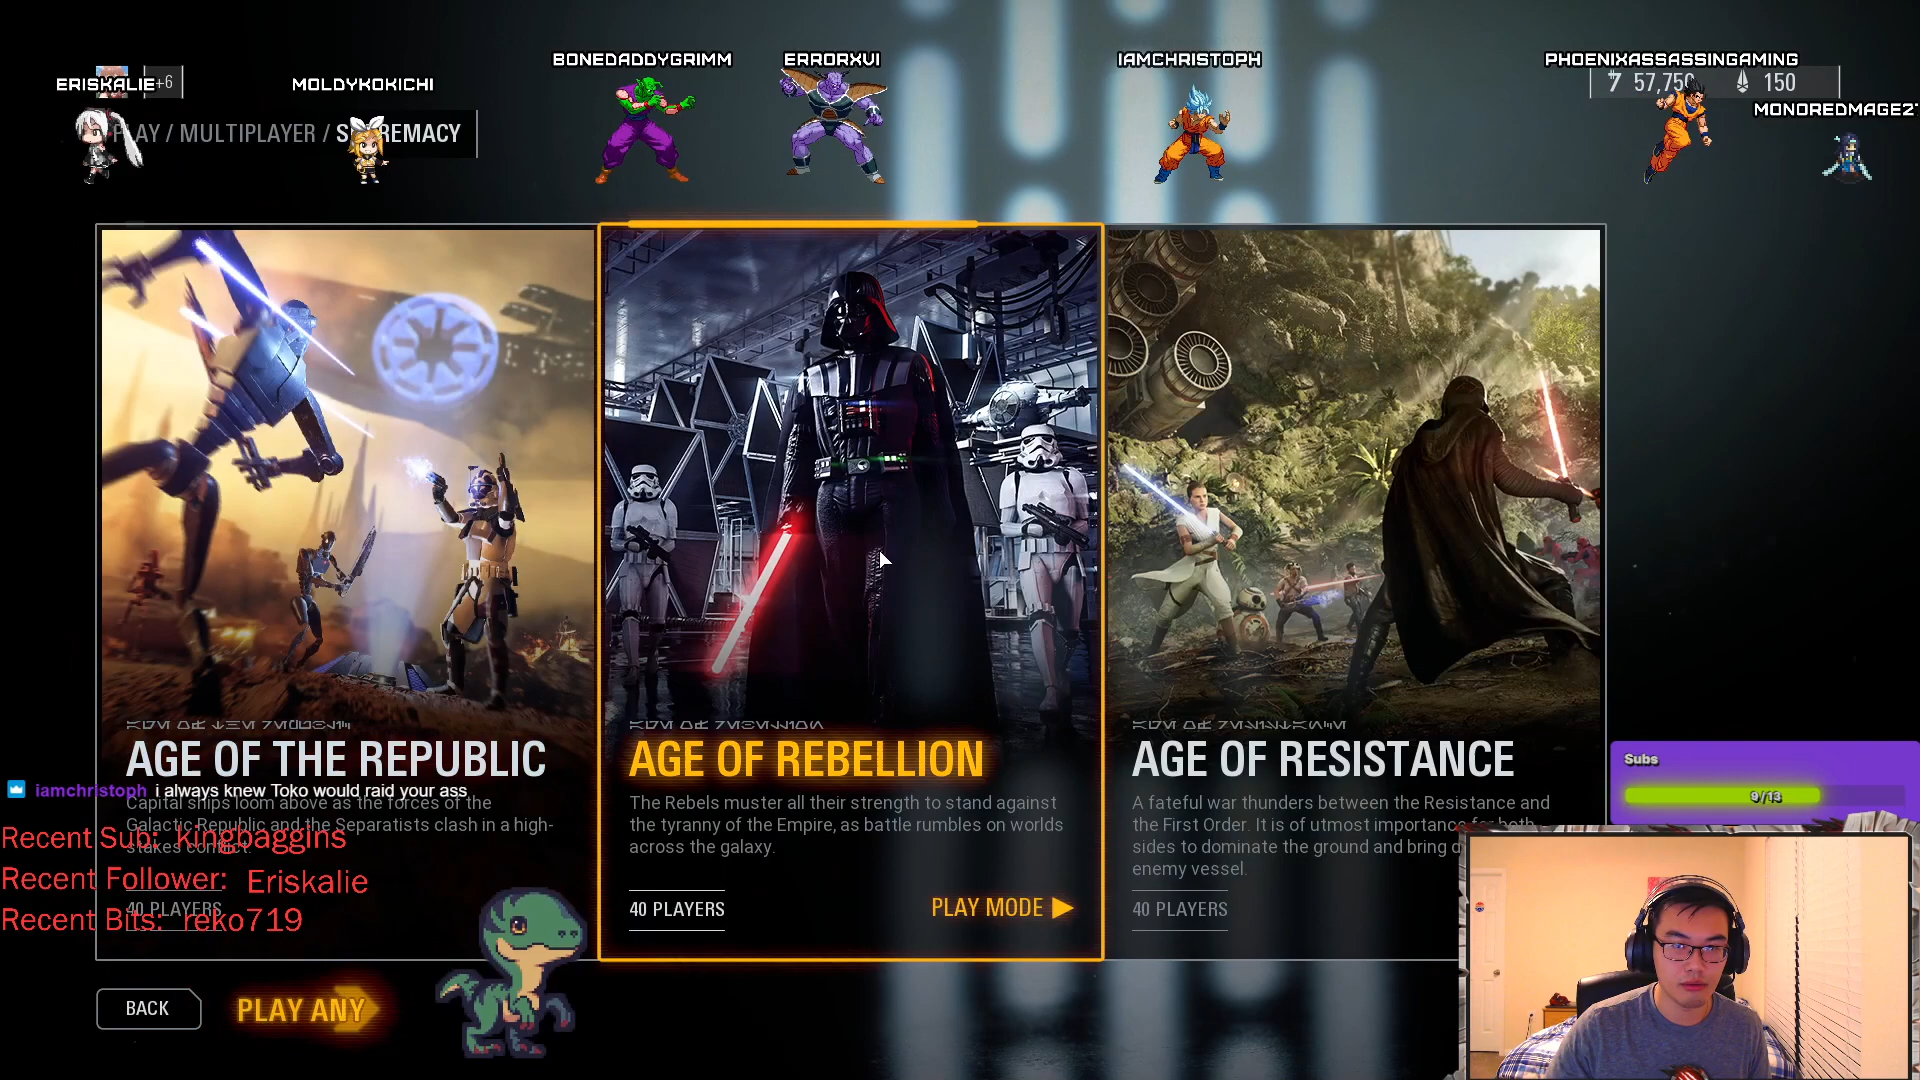 BONEDADDYGRIMM
ERRORXVI
IAMCHRISTOPH
PHOENIXASSASSINGAMING
ERISKALIE
+6
MOLDYKOKICHI
57,750
150
MONOREDMAGE2
PLAY / MULTIPLAYER / SUPREMACY
AGE OF THE REPUBLIC
AGE OF REBELLION
AGE OF RESISTANCE
Subs
9/13
iamchristoph i always knew Toko would raid your ass
Capital ships loom above as the forces of the
Galactic Republic and the Separatists clash in a high-
stakes conflict.
The Rebels muster all their strength to stand against
the tyranny of the Empire, as battle rumbles on worlds
across the galaxy.
A fateful war thunders between the Resistance and
the First Order. It is of utmost importance for both
sides to dominate the ground and bring
enemy vessel.
Recent Sub: kingbaggins
Recent Follower: Eriskalie
Recent Bits: reko719
40 PLAYERS
40 PLAYERS
PLAY MODE
40 PLAYERS
BACK
PLAY ANY